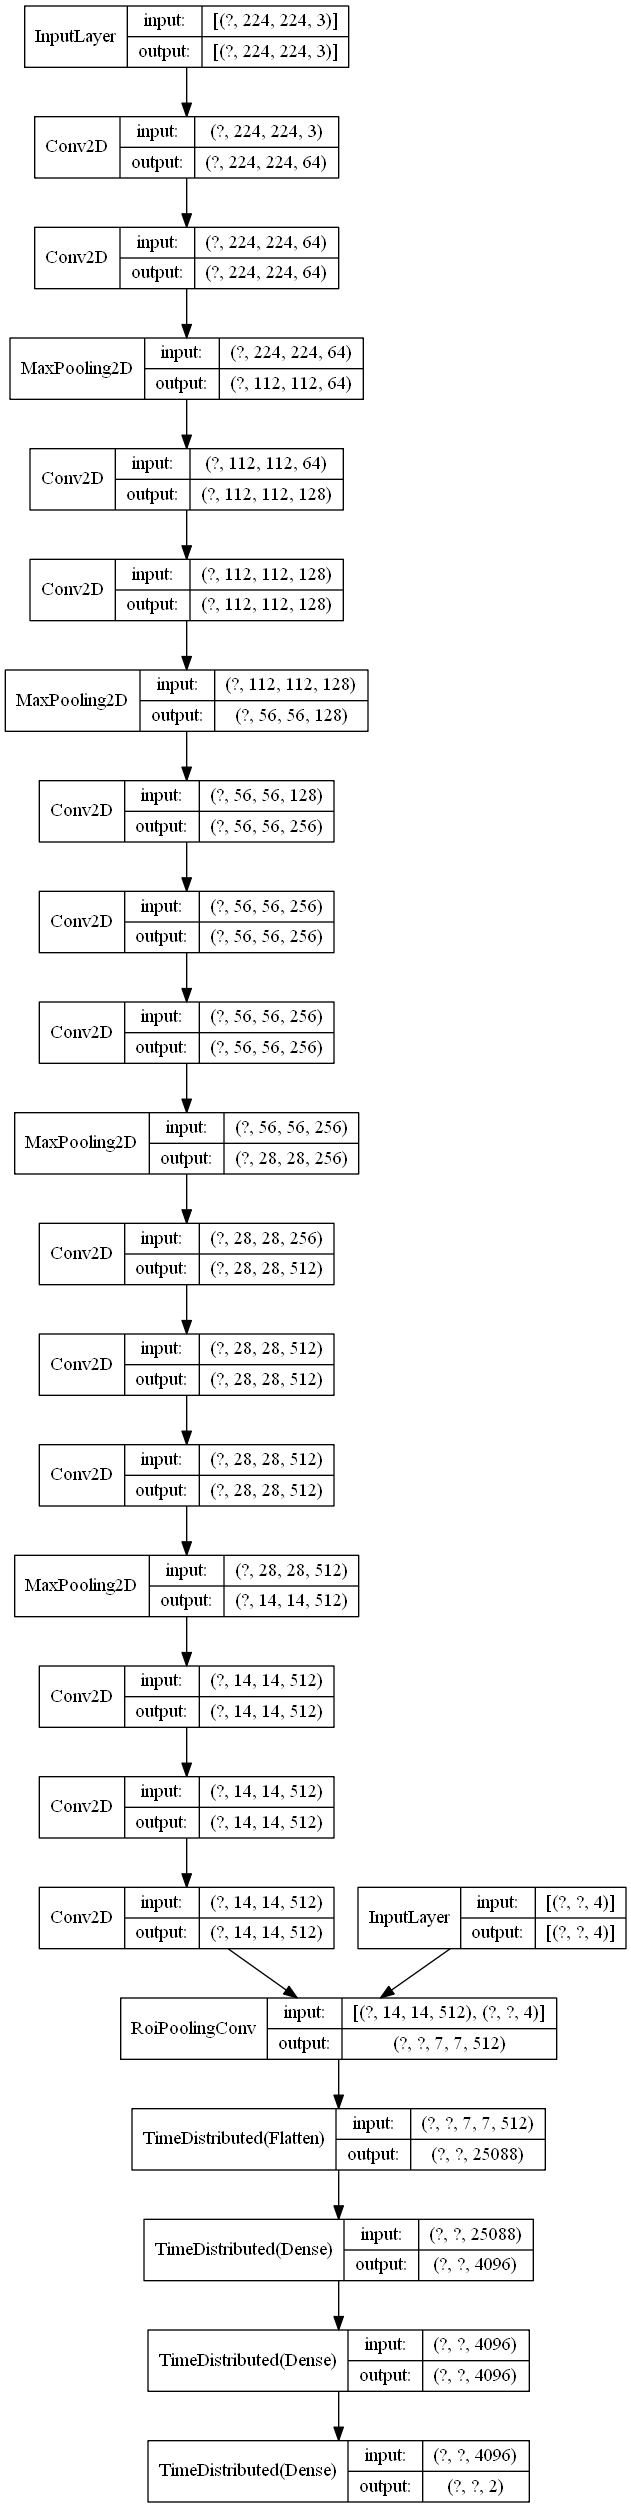 InputLayer input: [(?, 224, 224, 3)]
output: [(?, 224, 224, 3)]
Conv2D input: (?, 224, 224, 3)
output: (?, 224, 224, 64)
Conv2D input: (?, 224, 224, 64)
output: (?, 224, 224, 64)
MaxPooling2D input: (?, 224, 224, 64)
output: (?, 112, 112, 64)
Conv2D input: (?, 112, 112, 64)
output: (?, 112, 112, 128)
Conv2D input: (?, 112, 112, 128)
output: (?, 112, 112, 128)
MaxPooling2D input: (?, 112, 112, 128)
output: (?, 56, 56, 128)
Conv2D input: (?, 56, 56, 128)
output: (?, 56, 56, 256)
Conv2D input: (?, 56, 56, 256)
output: (?, 56, 56, 256)
Conv2D input: (?, 56, 56, 256)
output: (?, 56, 56, 256)
MaxPooling2D input: (?, 56, 56, 256)
output: (?, 28, 28, 256)
Conv2D input: (?, 28, 28, 256)
output: (?, 28, 28, 512)
Conv2D input: (?, 28, 28, 512)
output: (?, 28, 28, 512)
Conv2D input: (?, 28, 28, 512)
output: (?, 28, 28, 512)
MaxPooling2D input: (?, 28, 28, 512)
output: (?, 14, 14, 512)
Conv2D input: (?, 14, 14, 512)
output: (?, 14, 14, 512)
Conv2D input: (?, 14, 14, 512)
output: (?, 14, 14, 512)
Conv2D input: (?, 14, 14, 512)
output: (?, 14, 14, 512)
InputLayer input: [(?, ?, 4)]
output: [(?, ?, 4)]
RoiPoolingConv input: [(?, 14, 14, 512), (?, ?, 4)]
output: (?, ?, 7, 7, 512)
TimeDistributed(Flatten) input: (?, ?, 7, 7, 512)
output: (?, ?, 25088)
TimeDistributed(Dense) input: (?, ?, 25088)
output: (?, ?, 4096)
TimeDistributed(Dense) input: (?, ?, 4096)
output: (?, ?, 4096)
TimeDistributed(Dense) input: (?, ?, 4096)
output: (?, ?, 2)